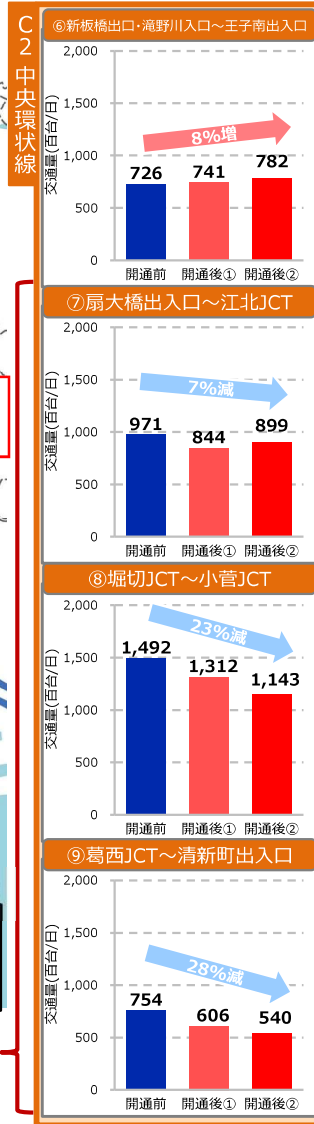 C2中央環状線
⑥新板橋出口・滝野川入口～王子南出入口
交通量(百台/日)
2,000
1,500
1,000
500
0
8%増
726
741
782
開通前
開通後①
開通後②
⑦扇大橋出入口～江北JCT
交通量(百台/日)
2,000
1,500
1,000
500
0
7%減
971
844
899
開通前
開通後①
開通後②
⑧堀切JCT～小菅JCT
交通量(百台/日)
2,000
1,500
1,000
500
0
23%減
1,492
1,312
1,143
開通前
開通後①
開通後②
⑨葛西JCT～清新町出入口
交通量(百台/日)
2,000
1,500
1,000
500
0
28%減
754
606
540
開通前
開通後①
開通後②